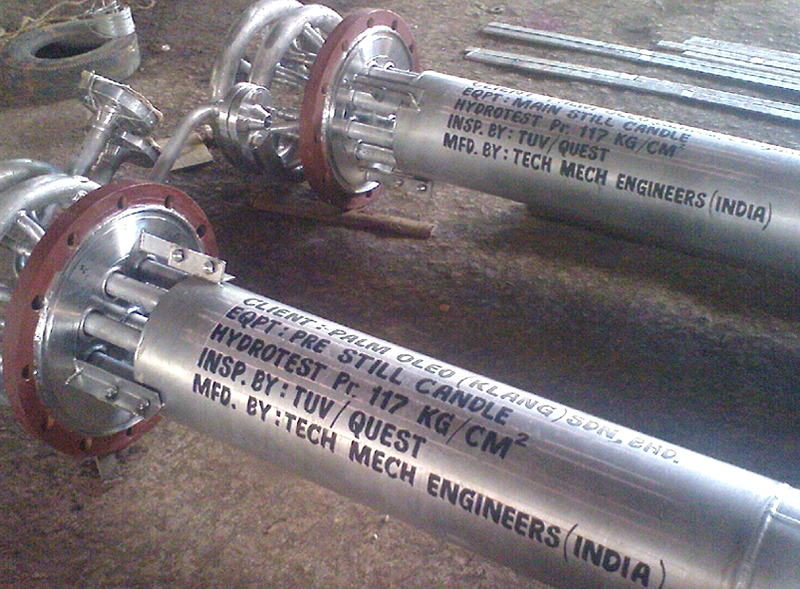 CLIENT:
EQPT: MAIN STILL CANDLE
HYDROTEST Pr. 117 KG/CM²
INSP. BY: TUV/QUEST
MFD. BY: TECH MECH ENGINEERS (INDIA)
CLIENT:- PALM OLEO (KLANG) SDN. BHD.
EQPT: PRE STILL CANDLE
HYDROTEST Pr. 117 KG/CM²
INSP. BY: TUV/QUEST
MFD. BY: TECH MECH ENGINEERS (INDIA)